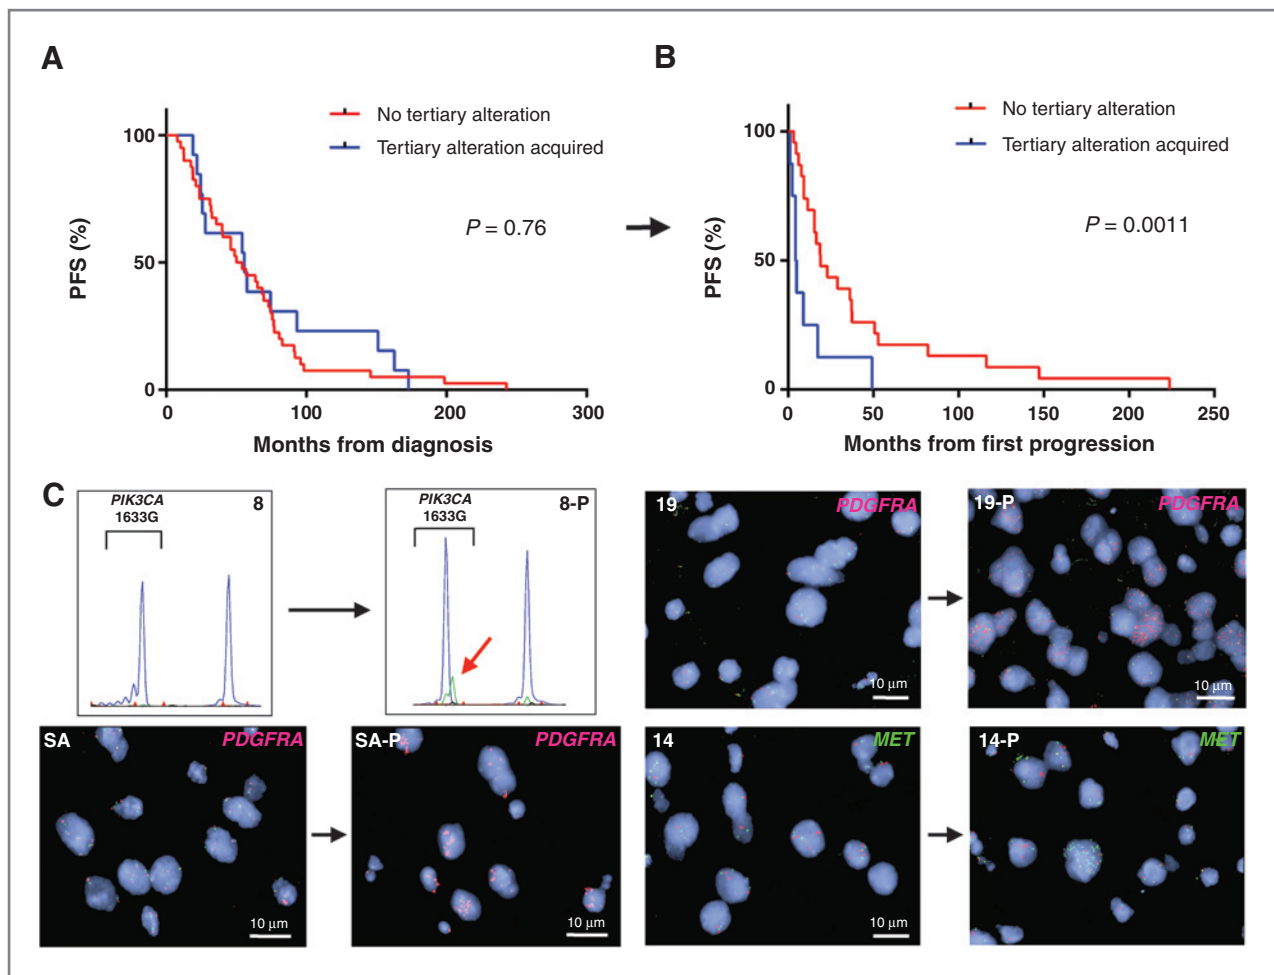 A
No tertiary alteration
Tertiary alteration acquired
P = 0.76
PFS (%)
100
50
0
0 100 200 300
Months from diagnosis
B
No tertiary alteration
Tertiary alteration acquired
P = 0.0011
PFS (%)
100
50
0
0 50 100 150 200 250
Months from first progression
C
PIK3CA
1633G
8
PIK3CA
1633G
8-P
19
PDGFRA
10 μm
19-P
PDGFRA
10 μm
SA
PDGFRA
10 μm
SA-P
PDGFRA
10 μm
14
MET
10 μm
14-P
MET
10 μm